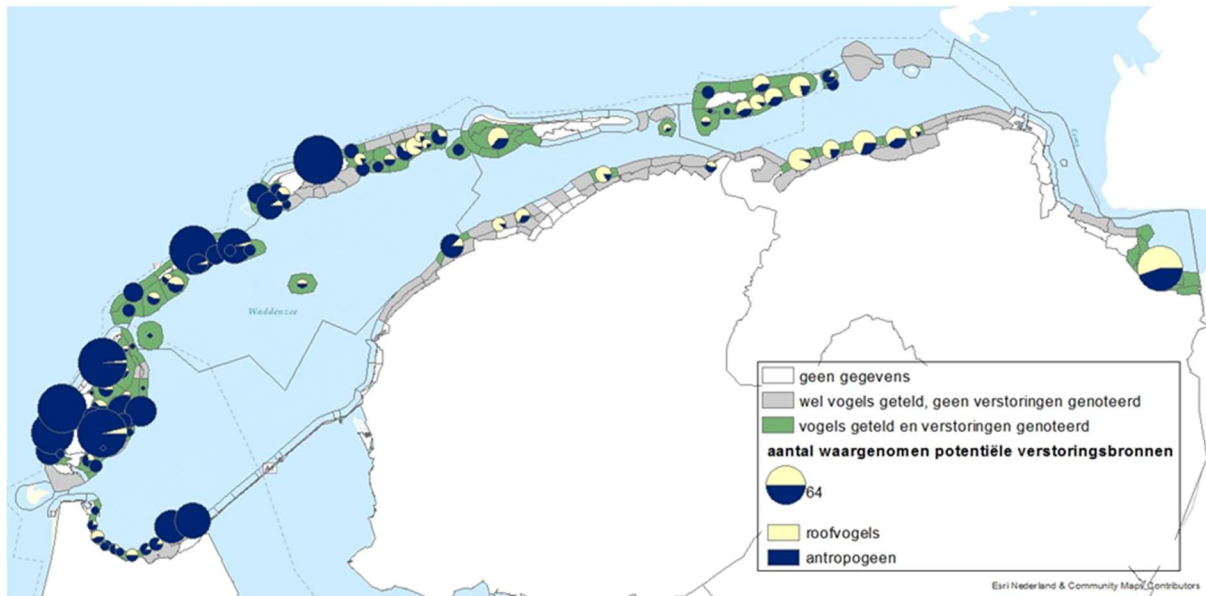 Waddenzee
geen gegevens
wel vogels geteld, geen verstoringen genoteerd
vogels geteld en verstoringen genoteerd
aantal waargenomen potentiële verstoringsbronnen
64
roofvogels
antropogeen
Esri Nederland & Community Maps Contributors